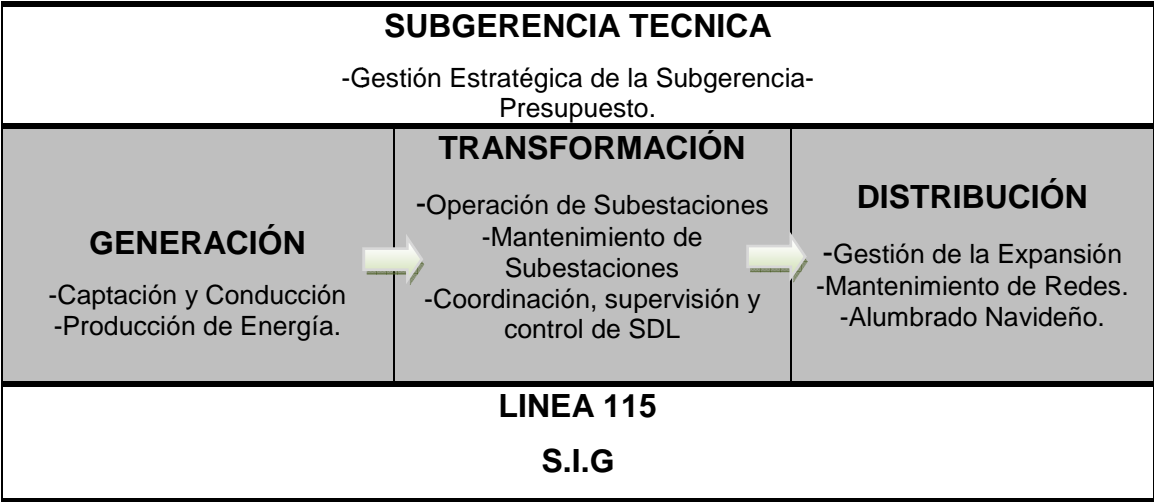 SUBGERENCIA TECNICA
-Gestión Estratégica de la Subgerencia-
Presupuesto.
GENERACIÓN
-Captación y Conducción
-Producción de Energía.
TRANSFORMACIÓN
-Operación de Subestaciones
-Mantenimiento de
Subestaciones
-Coordinación, supervisión y
control de SDL
DISTRIBUCIÓN
-Gestión de la Expansión
-Mantenimiento de Redes.
-Alumbrado Navideño.
LINEA 115
S.I.G